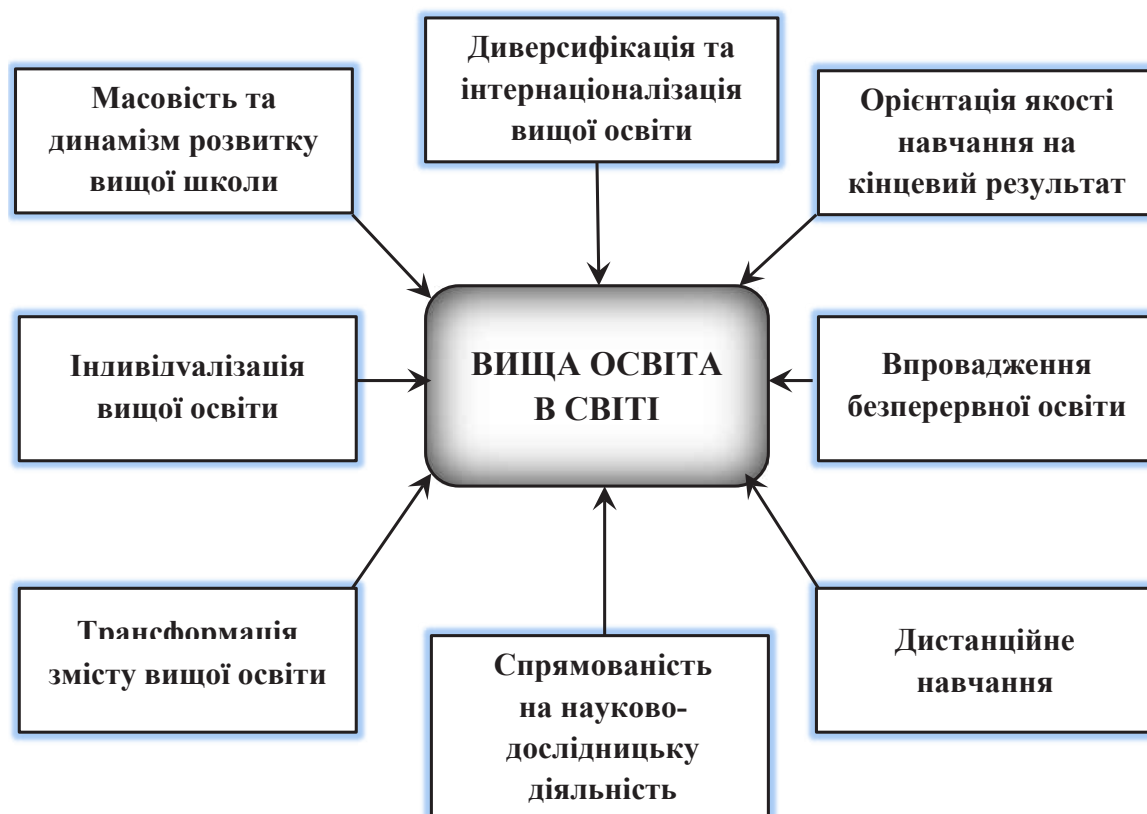 Диверсифікація та
інтернаціоналізація
вищої освіти
Масовість та
динамізм розвитку
вищої школи
Орієнтація якості
навчання на
кінцевий результат
Індивідуалізація
вищої освіти
ВИЩА ОСВІТА
В СВІТІ
Впровадження
безперервної освіти
Трансформація
змісту вищої освіти
Спрямованість
на науково-
дослідницьку
діяльність
Дистанційне
навчання